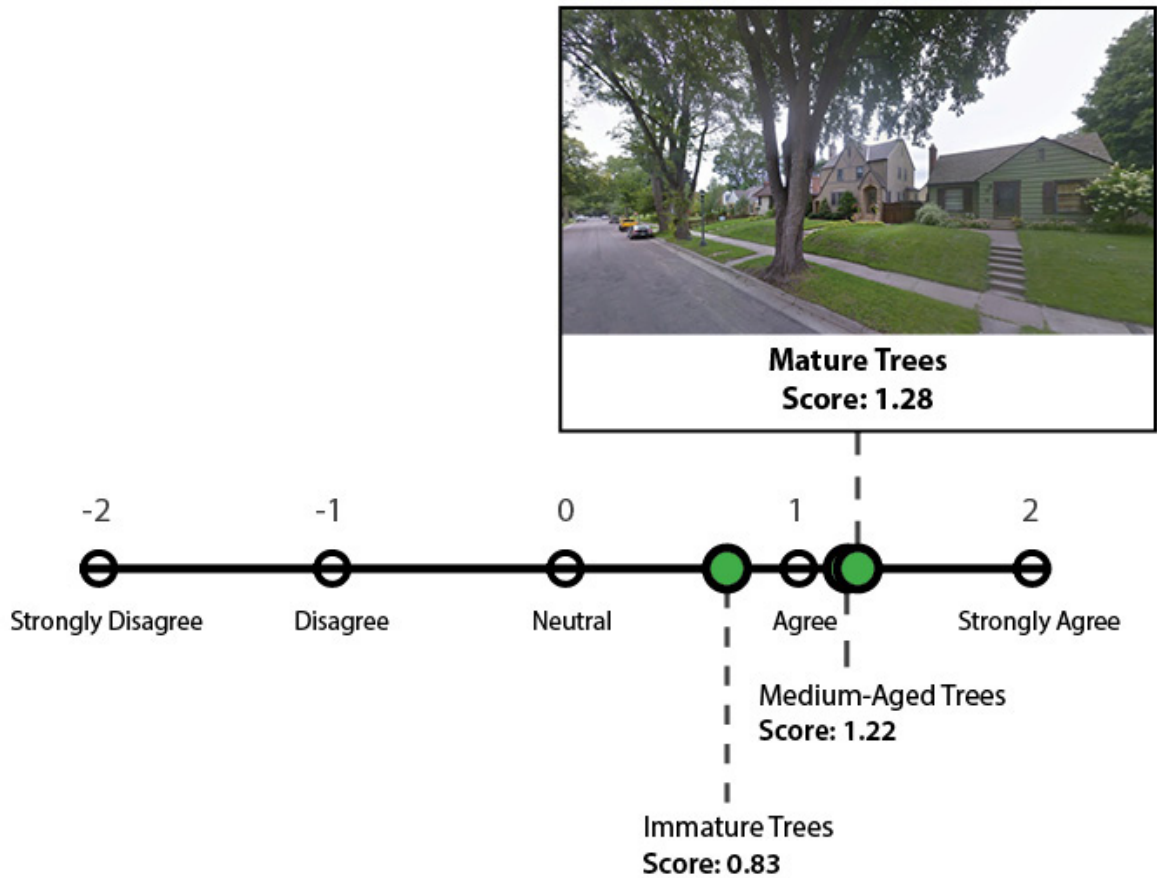 Mature Trees
Score: 1.28
-2 -1 0 1 2
Strongly Disagree Disagree Neutral Agree Strongly Agree
Medium-Aged Trees
Score: 1.22
Immature Trees
Score: 0.83